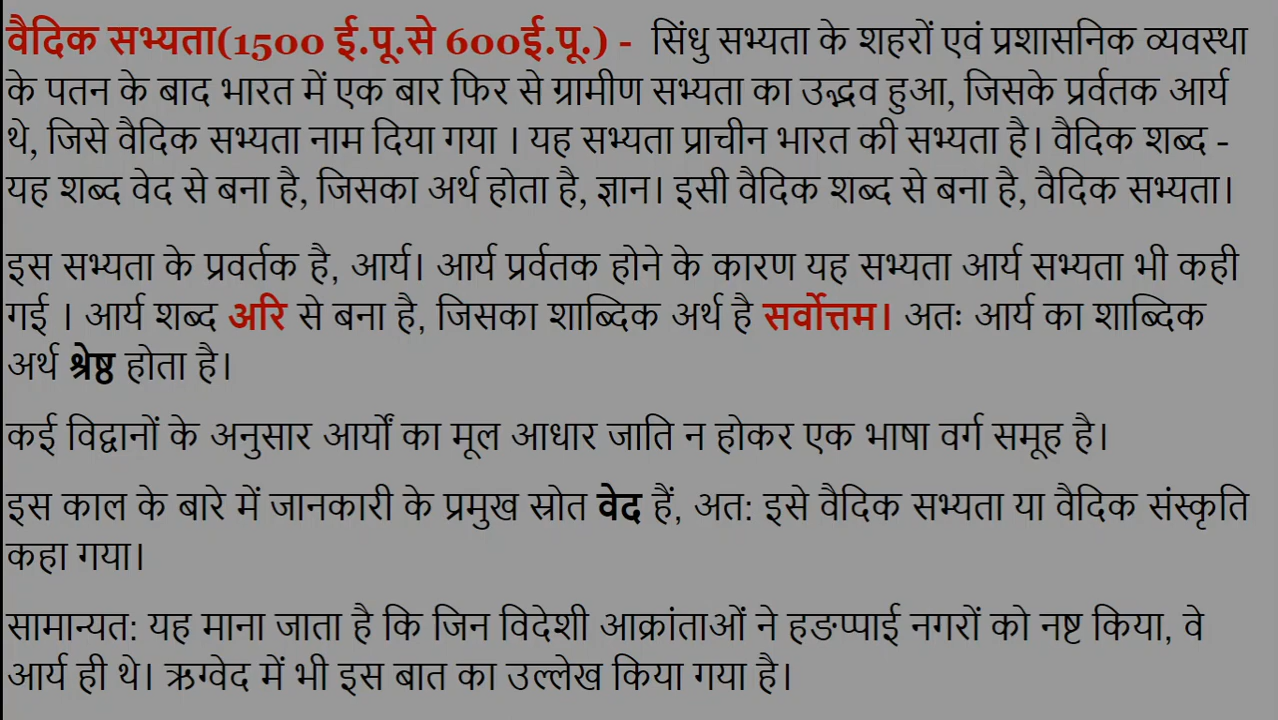 वैदिक सभ्यता(1500 ई.पू.से 600ई.पू.) - सिंधु सभ्यता के शहरों एवं प्रशासनिक व्यवस्था
के पतन के बाद भारत में एक बार फिर से ग्रामीण सभ्यता का उद्भव हुआ, जिसके प्रर्वतक आर्य
थे, जिसे वैदिक सभ्यता नाम दिया गया । यह सभ्यता प्राचीन भारत की सभ्यता है। वैदिक शब्द -
यह शब्द वेद से बना है, जिसका अर्थ होता है, ज्ञान। इसी वैदिक शब्द से बना है, वैदिक सभ्यता।
इस सभ्यता के प्रवर्तक है, आर्य। आर्य प्रर्वतक होने के कारण यह सभ्यता आर्य सभ्यता भी कही
गई । आर्य शब्द अरि से बना है, जिसका शाब्दिक अर्थ है सर्वोत्तम। अतः आर्य का शाब्दिक
अर्थ श्रेष्ठ होता है।
कई विद्वानों के अनुसार आर्यों का मूल आधार जाति न होकर एक भाषा वर्ग समूह है।
इस काल के बारे में जानकारी के प्रमुख स्रोत वेद हैं, अत: इसे वैदिक सभ्यता या वैदिक संस्कृति
कहा गया।
सामान्यत: यह माना जाता है कि जिन विदेशी आक्रांताओं ने हङप्पाई नगरों को नष्ट किया, वे
आर्य ही थे। ऋग्वेद में भी इस बात का उल्लेख किया गया है।